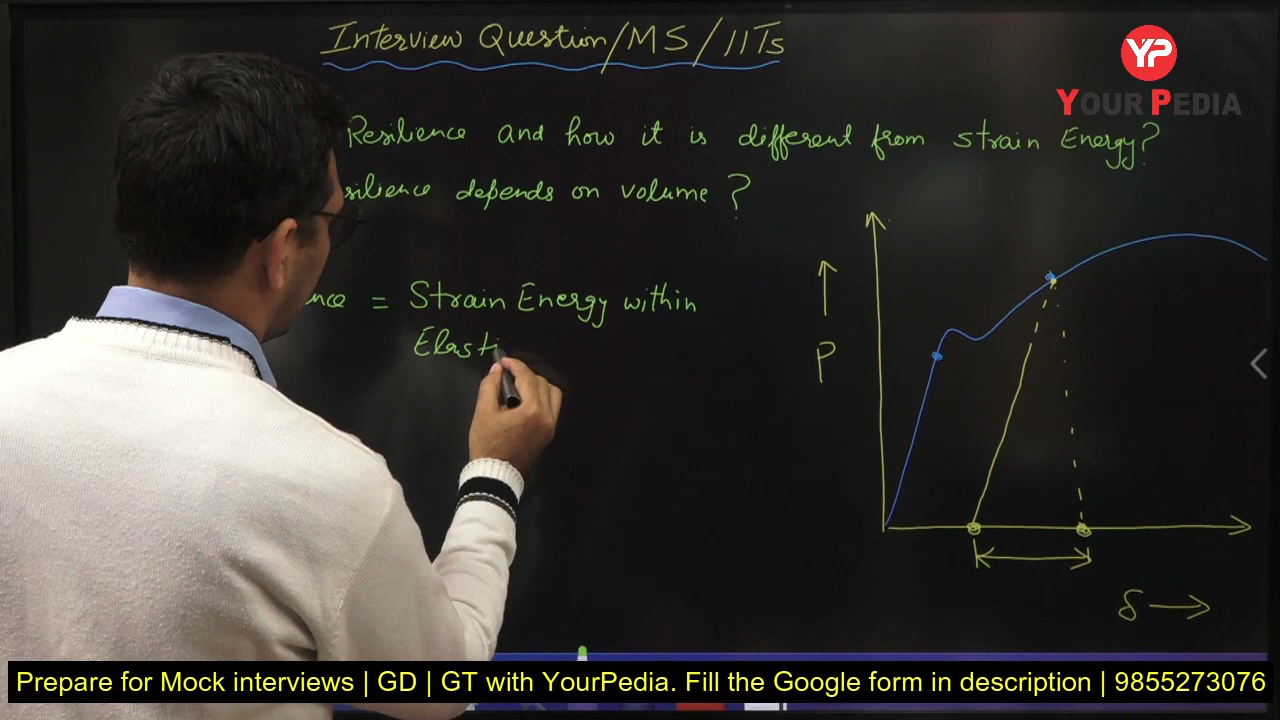 Interview Question/MS/IITs
YP
YOUR PEDIA
Resilience and how it is different from strain Energy?
silience depends on volume ?
nce = Strain Energy within
Elasti
P
δ
Prepare for Mock interviews | GD | GT with YourPedia. Fill the Google form in description | 9855273076